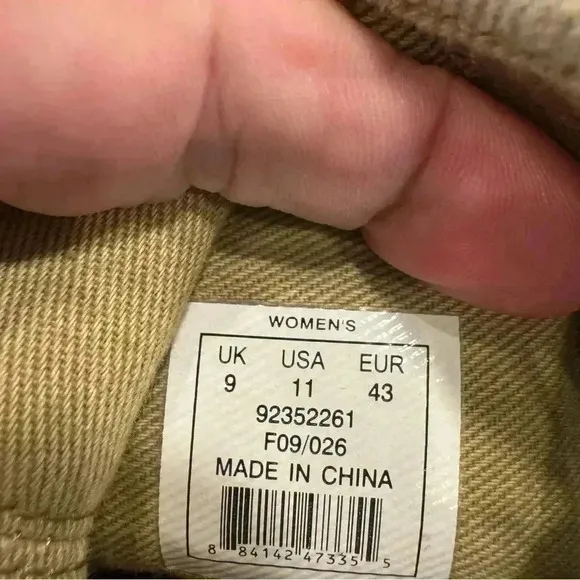 WOMEN'S
UK USA EUR
9 11 43
92352261
F09/026
MADE IN CHINA
8 84142 47335 5